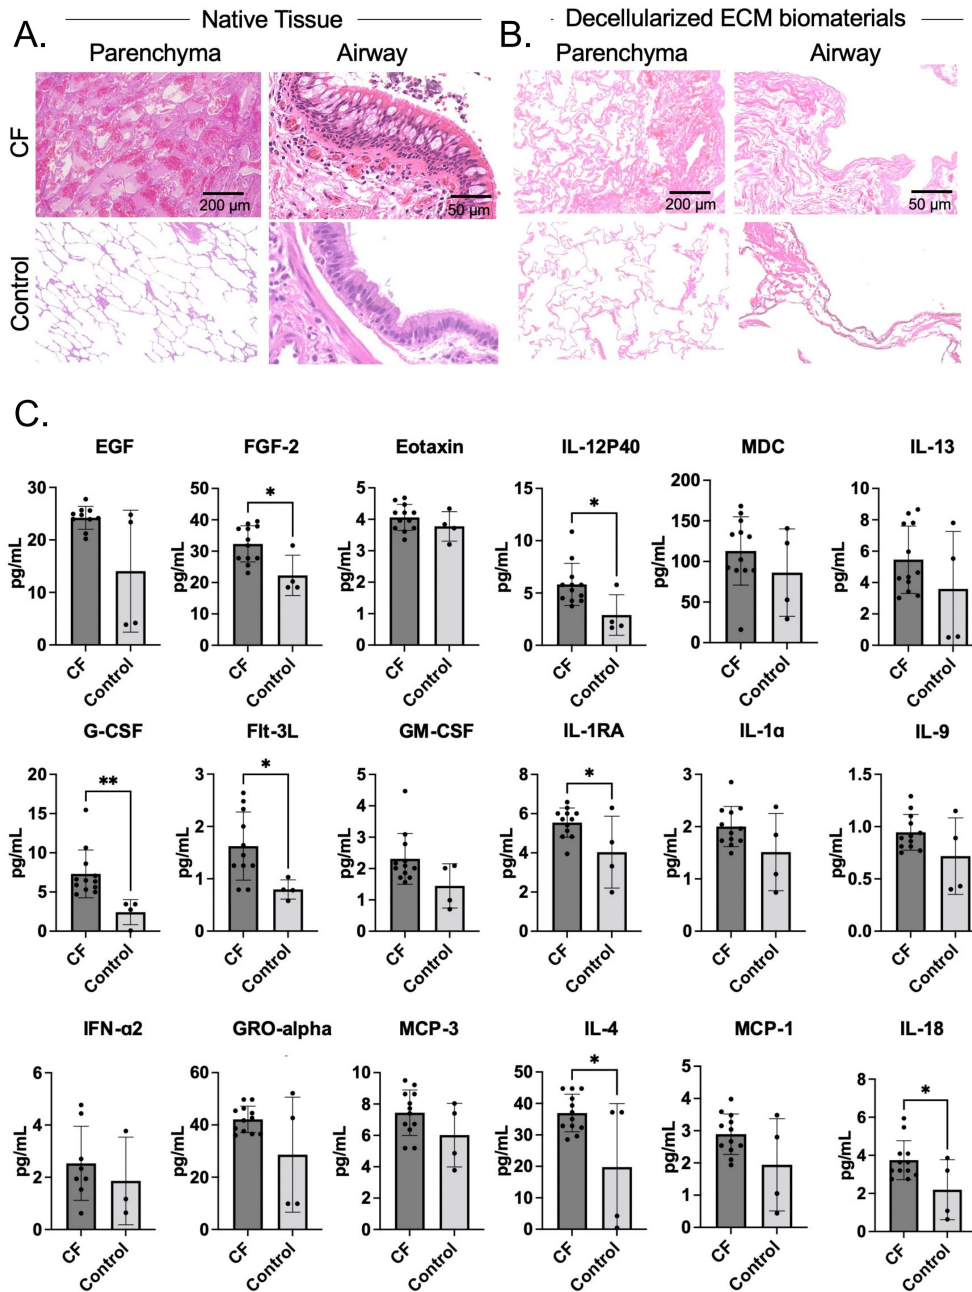 Native Tissue
Decellularized ECM biomaterials
A.
B.
Parenchyma
Airway
Parenchyma
Airway
CF
200 µm
50 µm
200 µm
50 µm
Control
C.
EGF
FGF-2
Eotaxin
IL-12P40
MDC
IL-13
pg/mL
30
20
10
0
CF
Control
pg/mL
50
40
30
20
10
0
*
CF
Control
pg/mL
5
4
3
2
1
0
CF
Control
pg/mL
15
10
5
0
*
CF
Control
pg/mL
200
150
100
50
0
CF
Control
pg/mL
8
6
4
2
0
CF
Control
G-CSF
Flt-3L
GM-CSF
IL-1RA
IL-1α
IL-9
pg/mL
20
15
10
5
0
**
CF
Control
pg/mL
3
2
1
0
*
CF
Control
pg/mL
5
4
3
2
1
0
CF
Control
pg/mL
8
6
4
2
0
*
CF
Control
pg/mL
3
2
1
0
CF
Control
pg/mL
1.5
1.0
0.5
0.0
CF
Control
IFN-α2
GRO-alpha
MCP-3
IL-4
MCP-1
IL-18
pg/mL
6
4
2
0
CF
Control
pg/mL
60
40
20
0
CF
Control
pg/mL
10
8
6
4
2
0
CF
Control
pg/mL
50
40
30
20
10
0
*
CF
Control
pg/mL
5
4
3
2
1
0
CF
Control
pg/mL
8
6
4
2
0
*
CF
Control